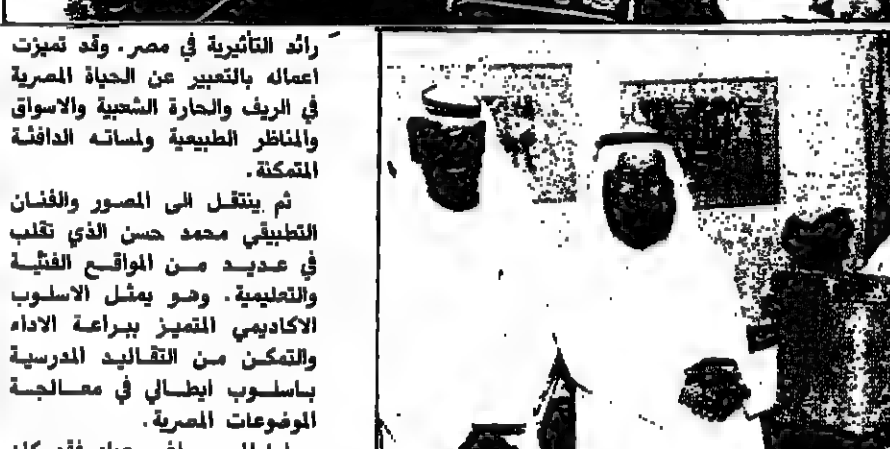 رائد التأثيرية في مصر. وقد تميزت
اعماله بالتعبير عن الحياة المصرية
في الريف والحارة الشعبية والاسواق
والمناظر الطبيعية ولمساته الدافئة
المتمكنة.
ثم ينتقل الى المصور والفنان
التطبيقي محمد حسن الذي تقلب
في عديد من المواقع الفنية
والتعليمية. وهو يمثل الاسلوب
الاكاديمي المتميز ببراعة الاداء
والتمكن من التقاليد المدرسية
باسلوب ايطالي في معالجة
الموضوعات المصرية.
فقد كان